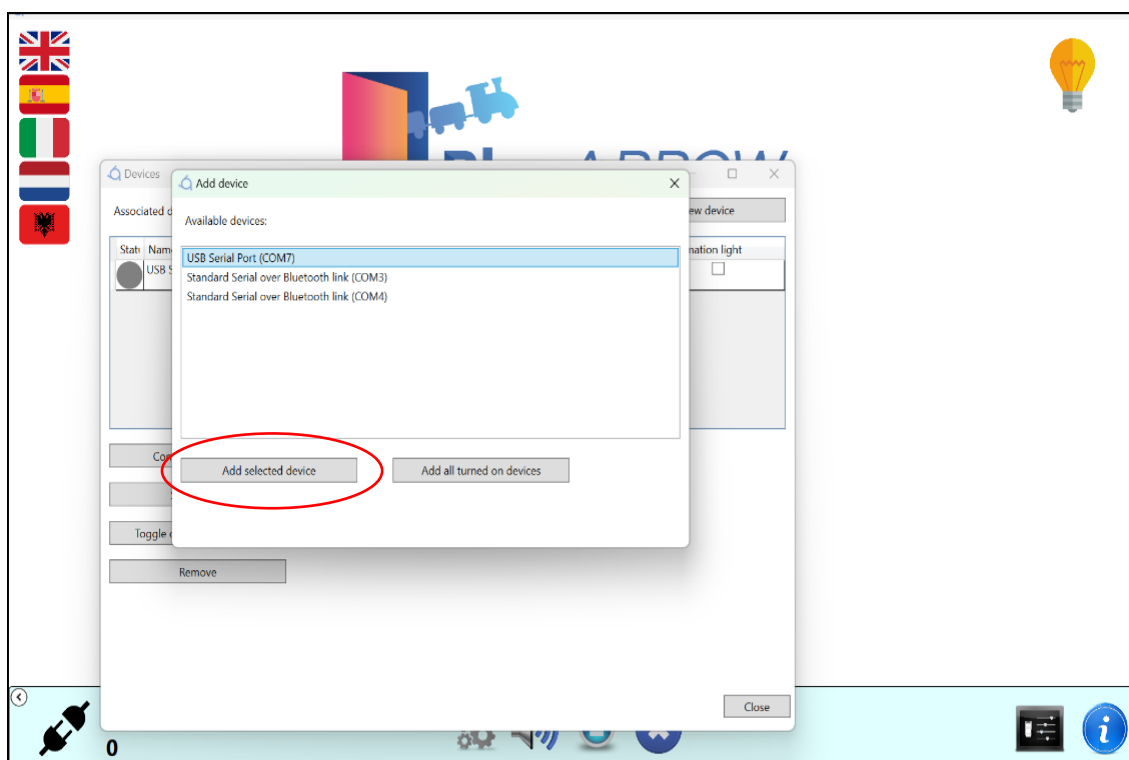 ARROW
Devices
Add device
Associated
ew device
Available devices:
Name
mation light
USB
USB Serial Port (COM7)
Standard Serial over Bluetooth link (COM3)
Standard Serial over Bluetooth link (COM4)
Add selected device
Add all turned on devices
Toggle
Remove
Close
0